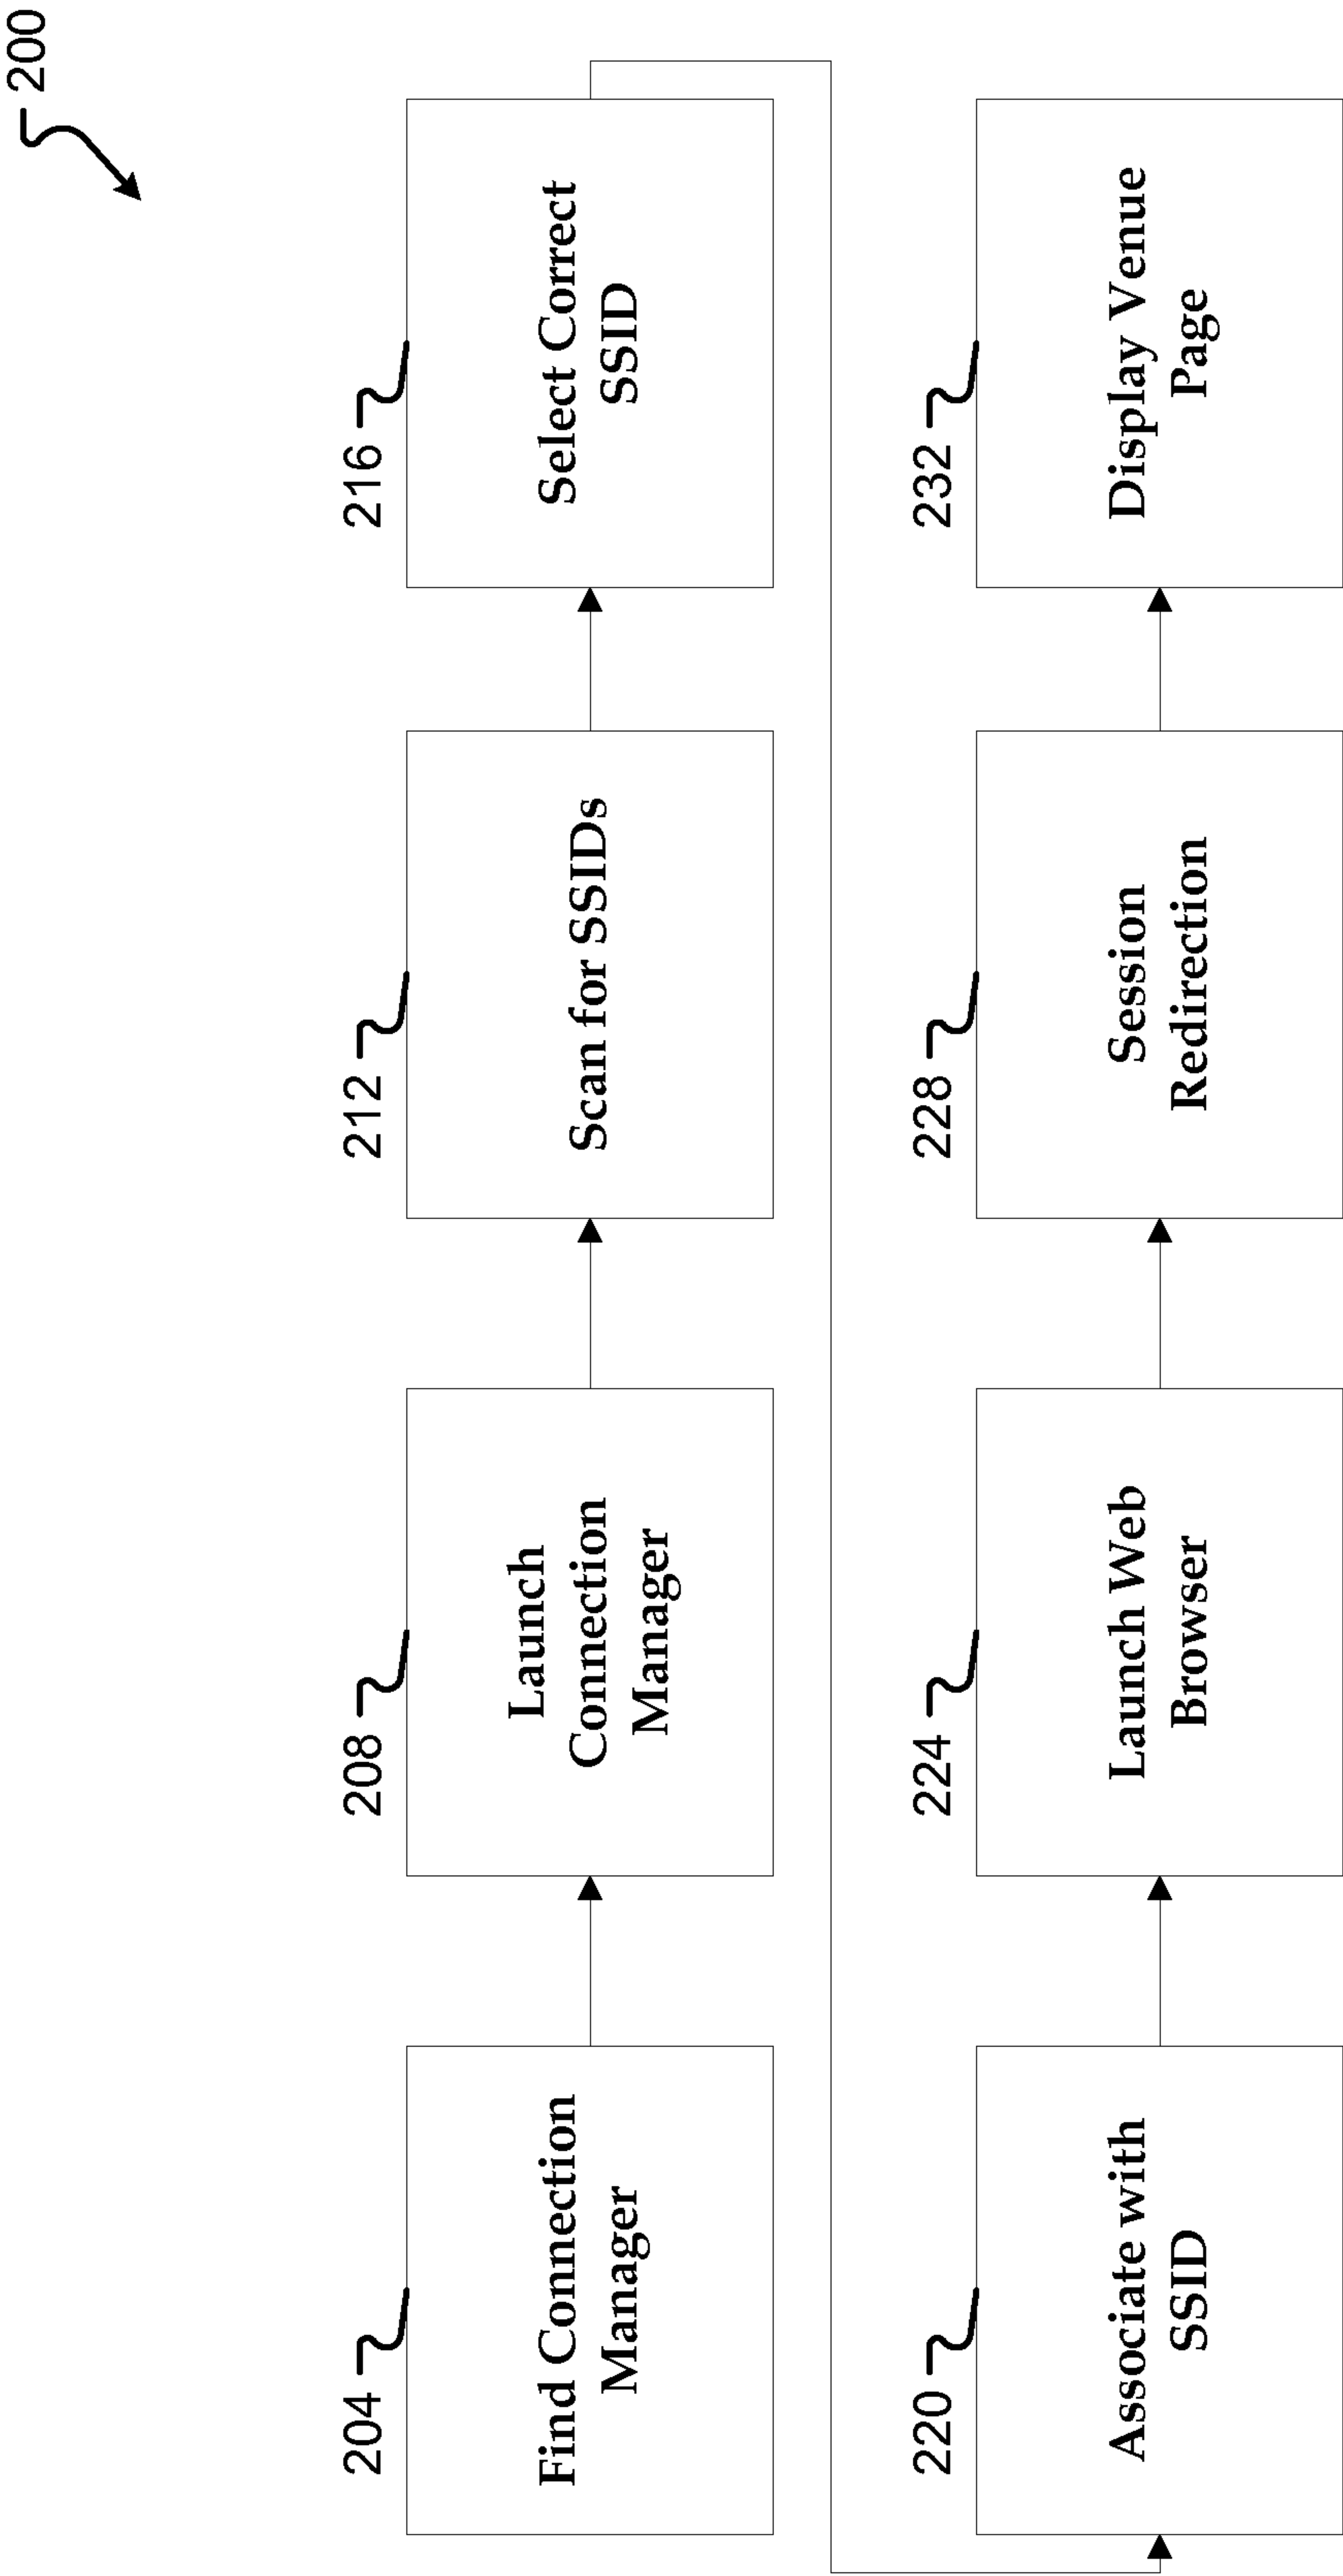 200
204
Find Connection
Manager
208
Launch
Connection
Manager
212
Scan for SSIDs
216
Select Correct
SSID
220
Associate with
SSID
224
Launch Web
Browser
228
Session
Redirection
232
Display Venue
Page